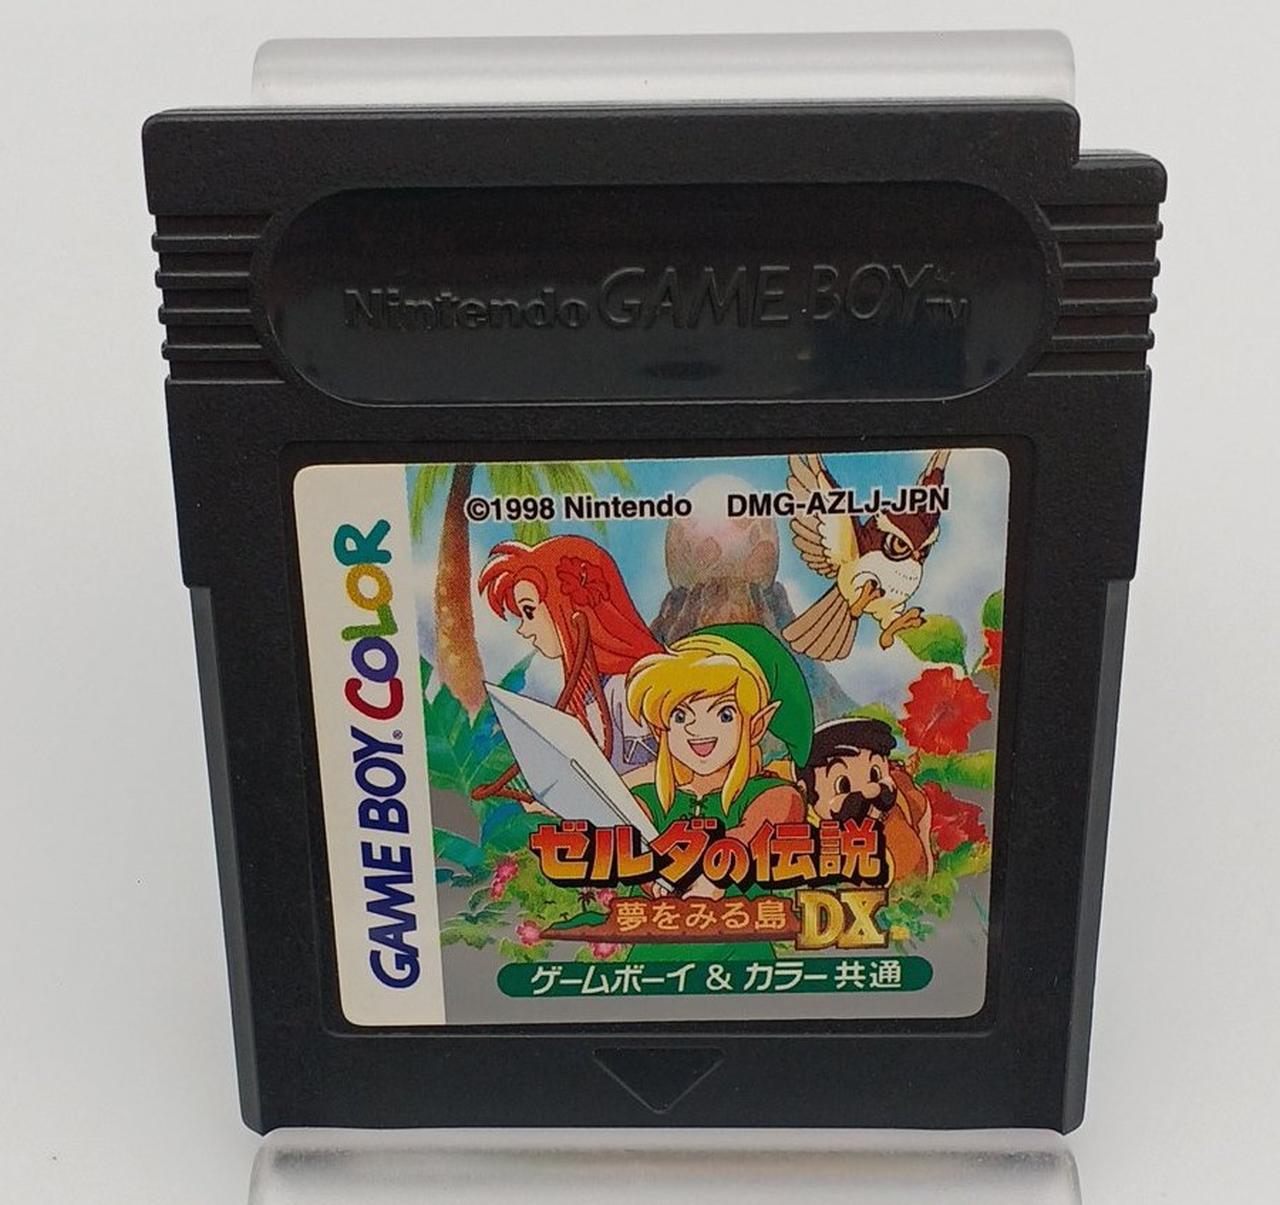 Nintendo GAME BOY TM
©1998 Nintendo DMG-AZLJ-JPN
GAME BOY® COLOR
ゼルダの伝説
夢をみる島 DX
ゲームボーイ & カラー共通